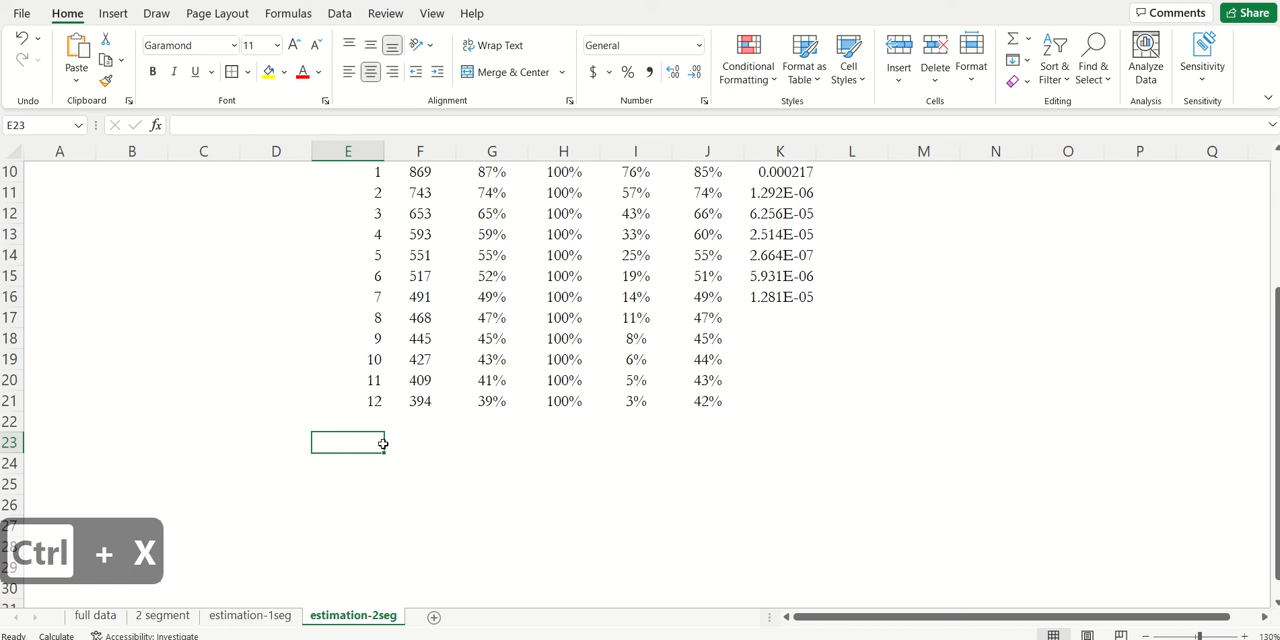 File Home Insert Draw Page Layout Formulas Data Review View Help Comments Share
Garamond 11 Wrap Text General
Paste B I U A Merge & Center $ % Conditional Formatting Format as Table Cell Styles Insert Delete Format Sort & Filter Find & Select Analyze Data Sensitivity
Undo Clipboard Font Alignment Number Styles Cells Editing Analysis Sensitivity
E23 fx
A B C D E F G H I J K L M N O P Q
10 1 869 87% 100% 76% 85% 0.000217
11 2 743 74% 100% 57% 74% 1.292E-06
12 3 653 65% 100% 43% 66% 6.256E-05
13 4 593 59% 100% 33% 60% 2.514E-05
14 5 551 55% 100% 25% 55% 2.664E-07
15 6 517 52% 100% 19% 51% 5.931E-06
16 7 491 49% 100% 14% 49% 1.281E-05
17 8 468 47% 100% 11% 47%
18 9 445 45% 100% 8% 45%
19 10 427 43% 100% 6% 44%
20 11 409 41% 100% 5% 43%
21 12 394 39% 100% 3% 42%
22
23
24
25
26
27
28
29
30
Ctrl + X
full data 2 segment estimation-1seg estimation-2seg
Ready Calculate Accessibility: Investigate 130%